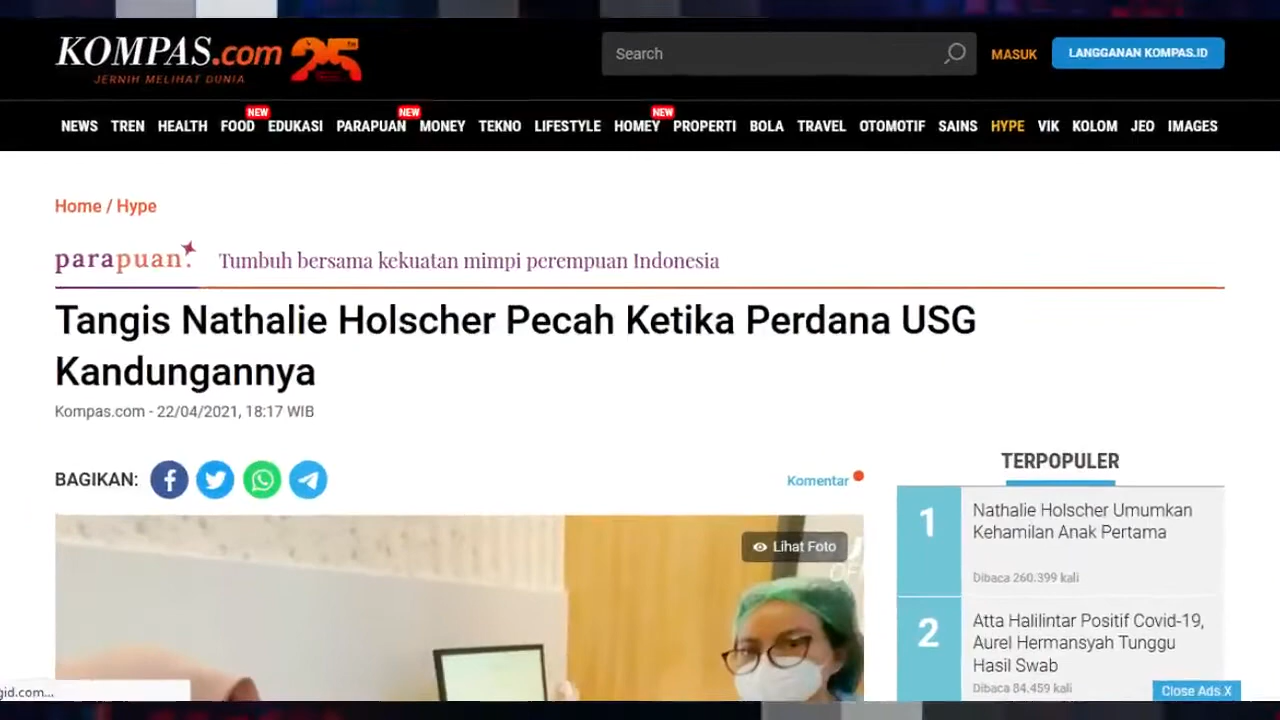 KOMPAS.com 25
JERNIH MELIHAT DUNIA
Search
MASUK
LANGGANAN KOMPAS.ID
NEW NEW NEW
NEWS TREN HEALTH FOOD EDUKASI PARAPUAN MONEY TEKNO LIFESTYLE HOMEY PROPERTI BOLA TRAVEL OTOMOTIF SAINS HYPE VIK KOLOM JEO IMAGES
Home / Hype
parapuan. Tumbuh bersama kekuatan mimpi perempuan Indonesia
Tangis Nathalie Holscher Pecah Ketika Perdana USG
Kandungannya
Kompas.com - 22/04/2021, 18:17 WIB
BAGIKAN:
Komentar
Lihat Foto
TERPOPULER
1
Nathalie Holscher Umumkan
Kehamilan Anak Pertama
Dibaca 260.399 kali
2
Atta Halilintar Positif Covid-19,
Aurel Hermansyah Tunggu
Hasil Swab
Dibaca 84.459 kali
Close Ads X
gid.com...